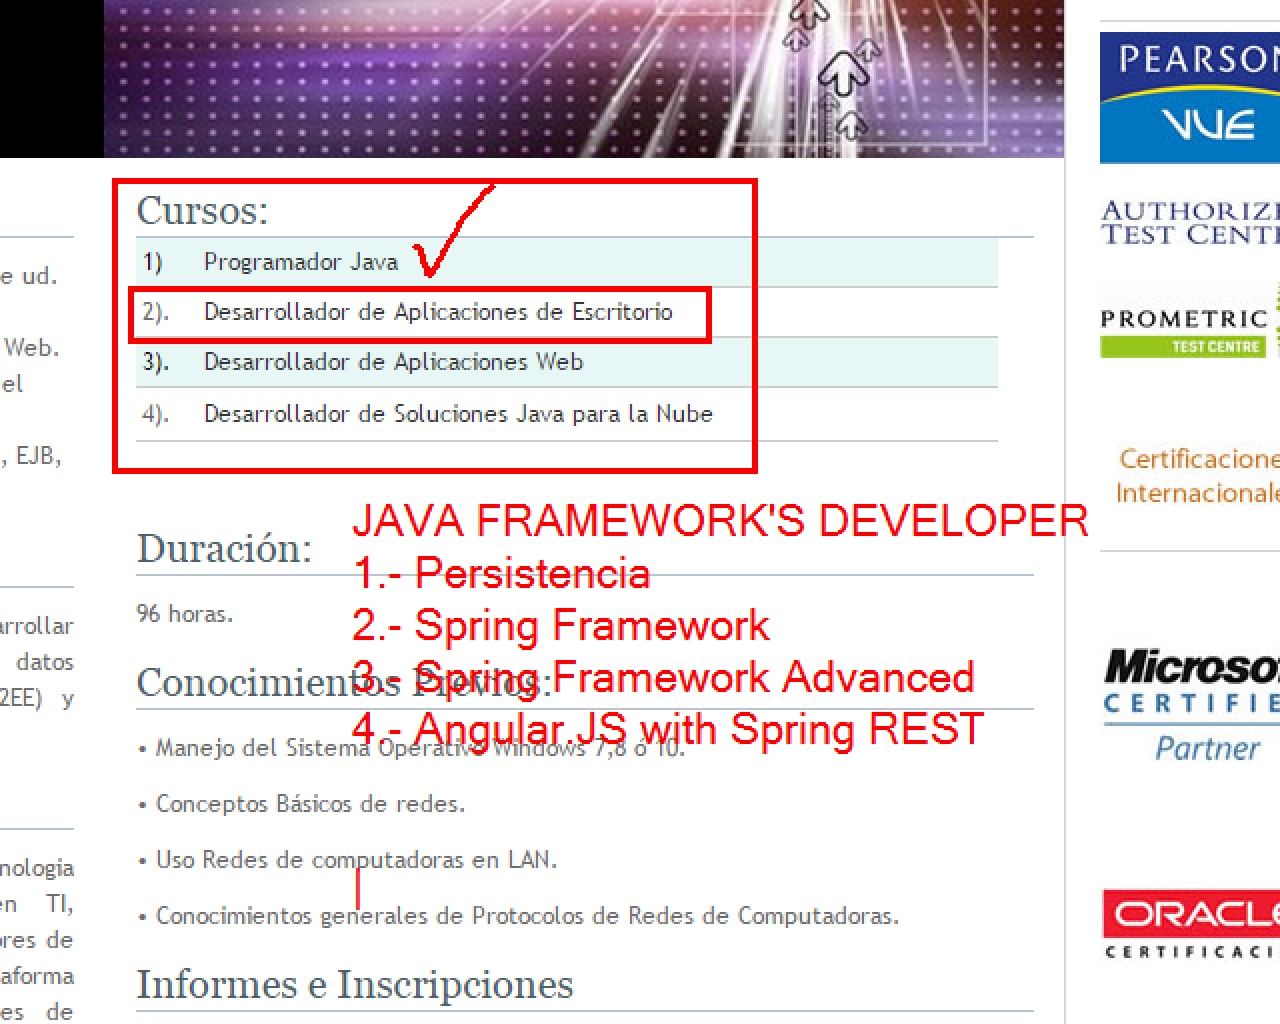 e ud.
Web.
el
, EJB,
arrollar
datos
2EE) y
nologia
en TI,
ores de
aforma
es de
Cursos:
1) Programador Java
2). Desarrollador de Aplicaciones de Escritorio
3). Desarrollador de Aplicaciones Web
4). Desarrollador de Soluciones Java para la Nube
JAVA FRAMEWORK'S DEVELOPER
1.- Persistencia
2.- Spring Framework
3.- Spring Framework Advanced
4.- Angular.JS with Spring REST
Duración:
96 horas.
Conocimientos Previos:
• Manejo del Sistema Operativo Windows 7,8 ó 10.
• Conceptos Básicos de redes.
• Uso Redes de computadoras en LAN.
• Conocimientos generales de Protocolos de Redes de Computadoras.
Informes e Inscripciones
PEARSON
VUE
AUTHORIZE
TEST CENT
PROMETRIC
TEST CENTRE
Certificacione
Internacionale
Microsof
CERTIFIE
Partner
ORACLE
CERTIFICACI